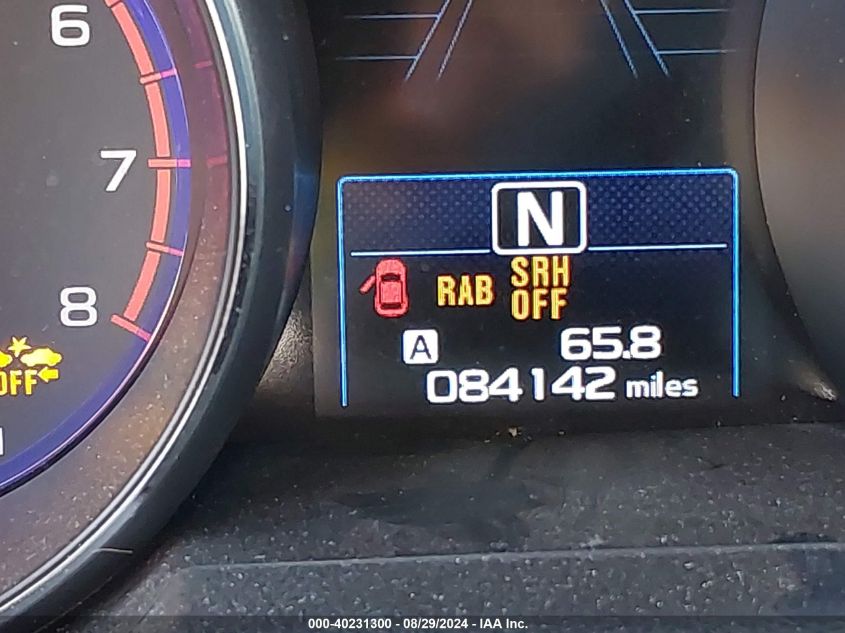 6
7
8
OFF
N
RAB SRH
OFF
A 65.8
084142 miles
000-40231300 - 08/29/2024 - IAA Inc.